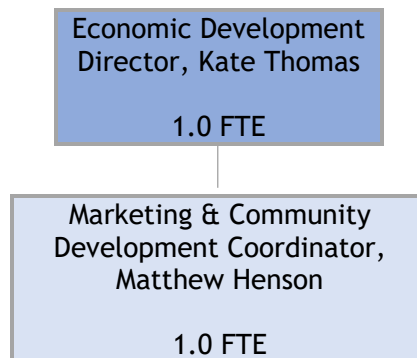 Economic Development
Director, Kate Thomas
1.0 FTE
Marketing & Community
Development Coordinator,
Matthew Henson
1.0 FTE